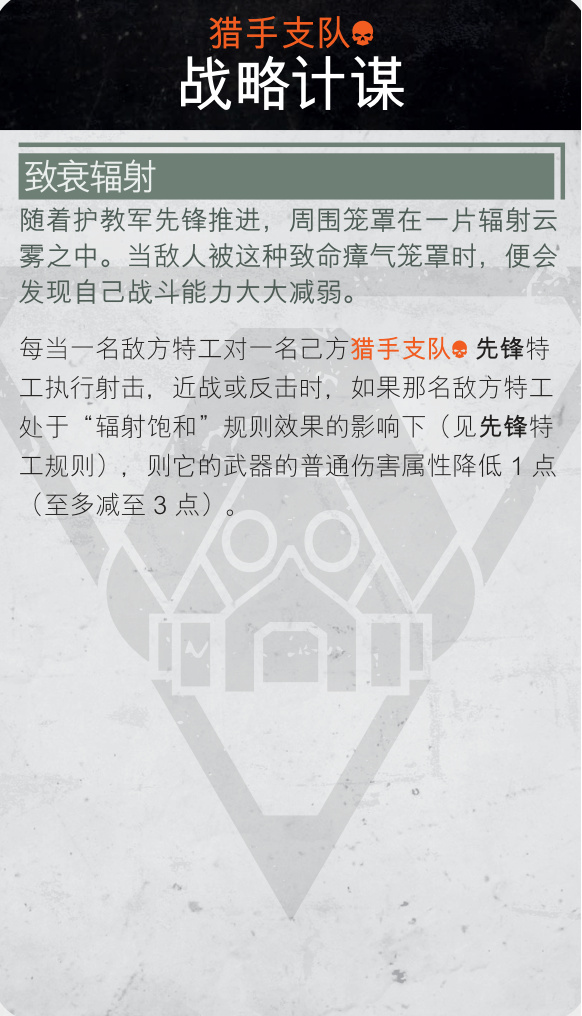 猎手支队
战略计谋
致衰辐射
随着护教军先锋推进，周围笼罩在一片辐射云
雾之中。当敌人被这种致命瘴气笼罩时，便会
发现自己战斗能力大大减弱。
每当一名敌方特工对一名己方猎手支队 先锋特
工执行射击，近战或反击时，如果那名敌方特工
处于“辐射饱和”规则效果的影响下（见先锋特
工规则），则它的武器的普通伤害属性降低 1 点
（至多减至 3 点）。